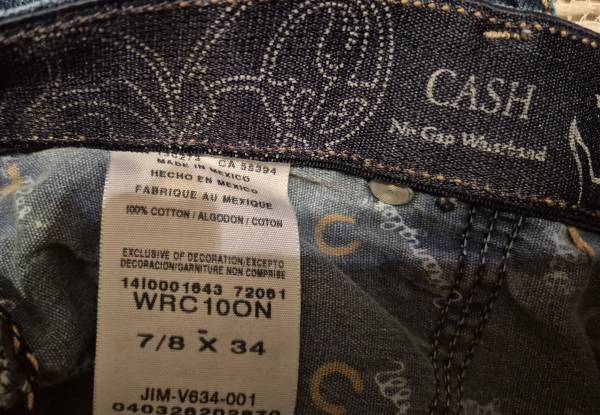 CASH
No Gap Waistband
CA 55394
MADE IN MEXICO
HECHO EN MEXICO
FABRIQUE AU MEXIQUE
100% COTTON / ALGODON / COTON
EXCLUSIVE OF DECORATION/EXCEPTO
DECORACION/GARNITURE NON COMPRISE
14I0001643 72061
WRC10ON
7/8 X 34
JIM-V634-001